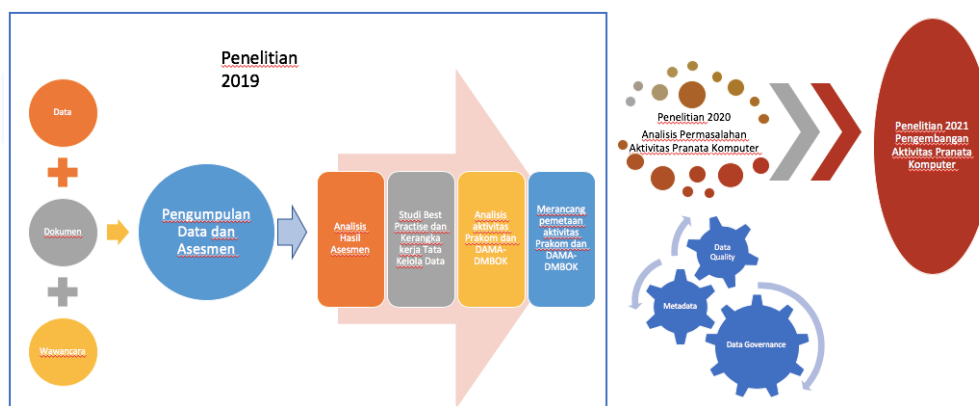 Penelitian
2019
Data
Dokumen
Wawancara
Pengumpulan
Data dan
Asesmen
Analisis
Hasil
Asesmen
Studi Best
Practise dan
Kerangka
kerja Tata
Kelola Data
Analisis
aktivitas
Prakom dan
DAMA-
DMBOK
Merancang
pemetaan
aktivitas
Prakom dan
DAMA-
DMBOK
Penelitian 2020
Analisis Permasalahan
Aktivitas Pranata Komputer
Data
Quality
Metadata
Data Governance
Penelitian 2021
Pengembangan
Aktivitas Pranata
Komputer